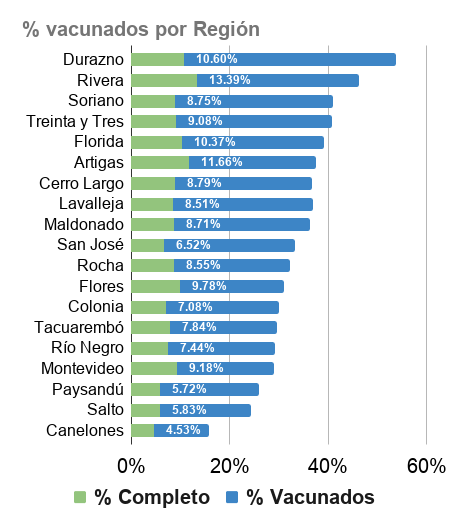 % vacunados por Región
Durazno 10.60%
Rivera 13.39%
Soriano 8.75%
Treinta y Tres 9.08%
Florida 10.37%
Artigas 11.66%
Cerro Largo 8.79%
Lavalleja 8.51%
Maldonado 8.71%
San José 6.52%
Rocha 8.55%
Flores 9.78%
Colonia 7.08%
Tacuarembó 7.84%
Río Negro 7.44%
Montevideo 9.18%
Paysandú 5.72%
Salto 5.83%
Canelones 4.53%
0% 20% 40% 60%
% Completo % Vacunados